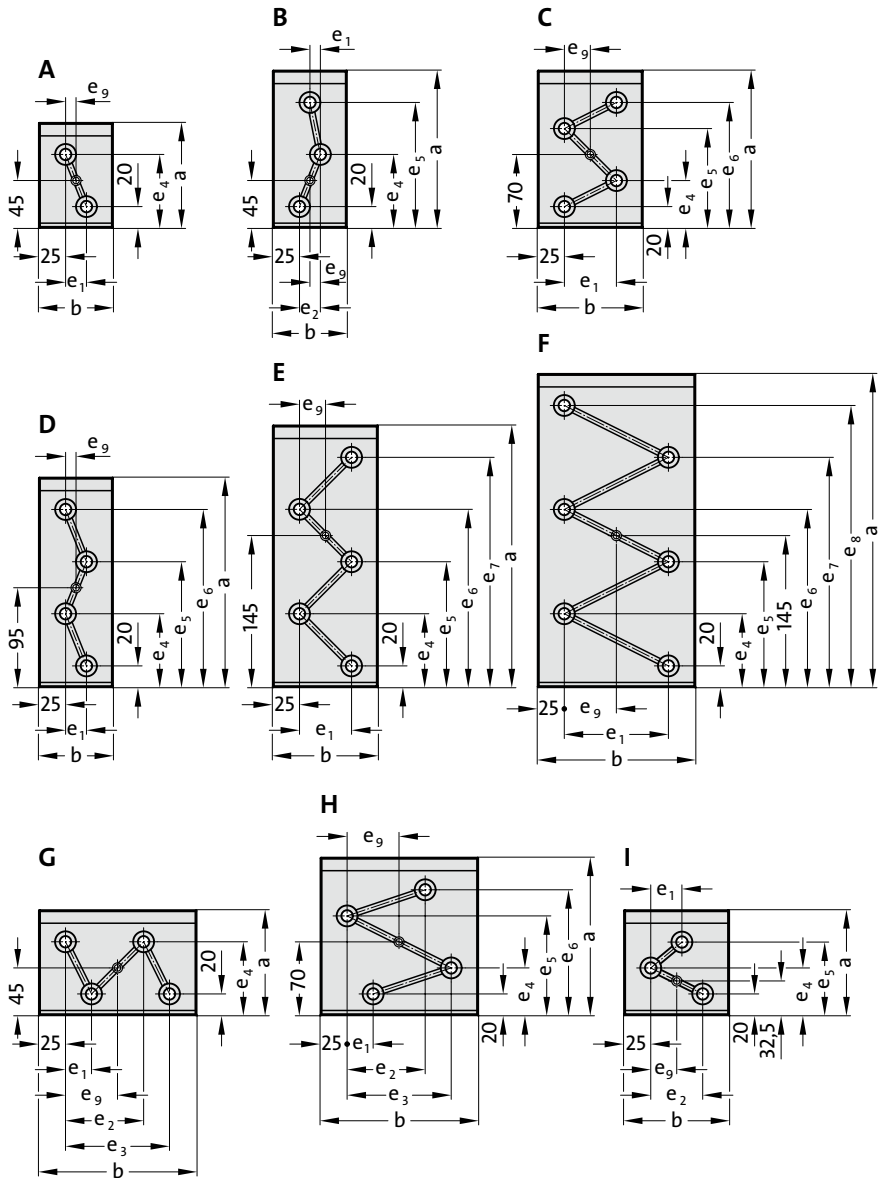 A
e₉
45
20
e₄
a
25
e₁
b
B
e₁
45
20
e₄
e₅
a
25
e₉
e₂
b
C
e₉
70
e₄
e₅
e₆
a
20
25
e₁
b
D
e₉
95
20
e₄
e₅
e₆
a
25
e₁
b
E
e₉
145
e₄
e₅
e₆
e₇
a
25
e₁
b
F
20
e₄
e₅
145
e₆
e₇
e₈
a
25
e₉
e₁
b
G
45
20
e₄
a
25
e₁
e₉
e₂
e₃
b
H
e₉
70
e₄
e₅
e₆
a
20
25
e₁
e₂
e₃
b
I
e₁
20
32,5
e₄
e₅
a
25
e₉
e₂
b